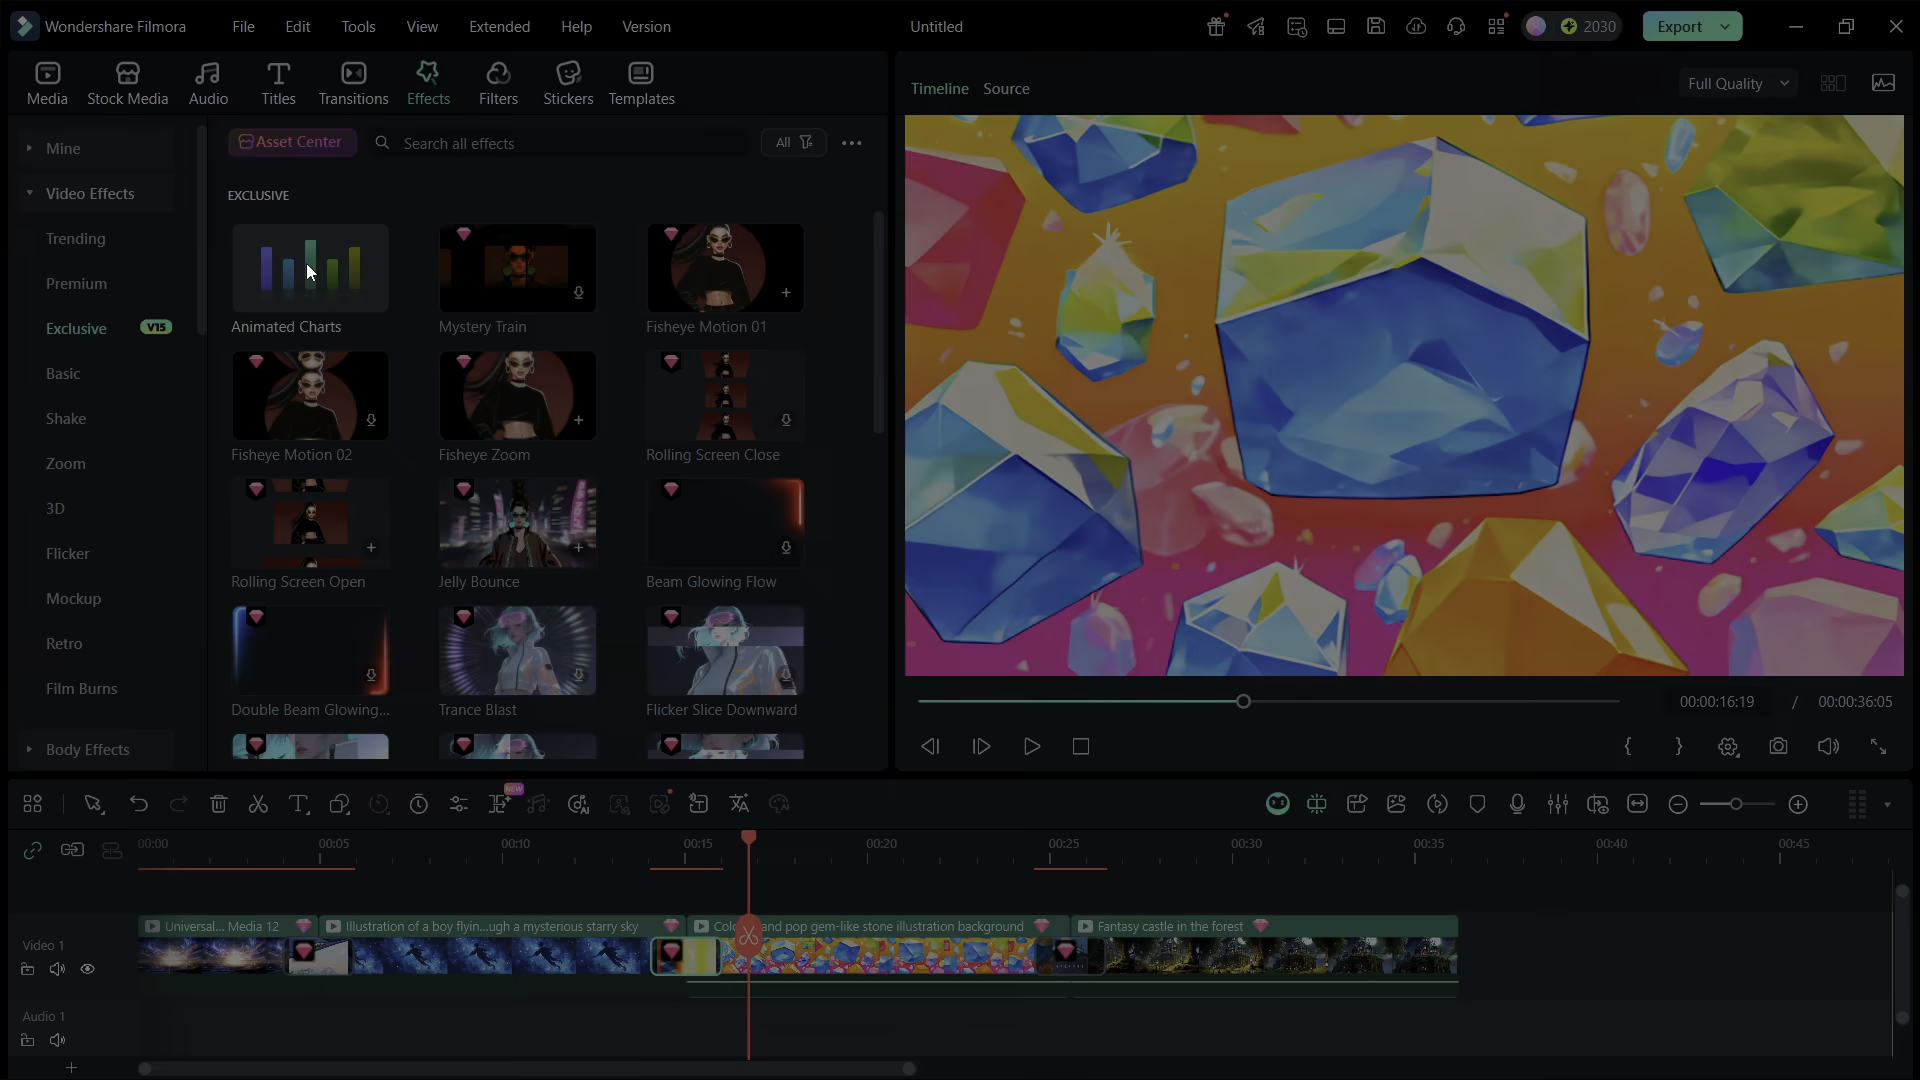 Wondershare Filmora
File
Edit
Tools
View
Extended
Help
Version
Untitled
2030
Export
Media
Stock Media
Audio
Titles
Transitions
Effects
Filters
Stickers
Templates
Timeline
Source
Full Quality
Mine
Video Effects
Trending
Premium
Exclusive
V15
Basic
Shake
Zoom
3D
Flicker
Mockup
Retro
Film Burns
Body Effects
Asset Center
Search all effects
All
EXCLUSIVE
Animated Charts
Mystery Train
Fisheye Motion 01
Fisheye Motion 02
Fisheye Zoom
Rolling Screen Close
Rolling Screen Open
Jelly Bounce
Beam Glowing Flow
Double Beam Glowing...
Trance Blast
Flicker Slice Downward
00:00:16:19
/
00:00:36:05
NEW
00:00
00:05
00:10
00:15
00:20
00:25
00:30
00:35
00:40
00:45
Universal... Media 12
Illustration of a boy flyin...ugh a mysterious starry sky
and pop gem-like stone illustration background
Fantasy castle in the forest
Video 1
Audio 1